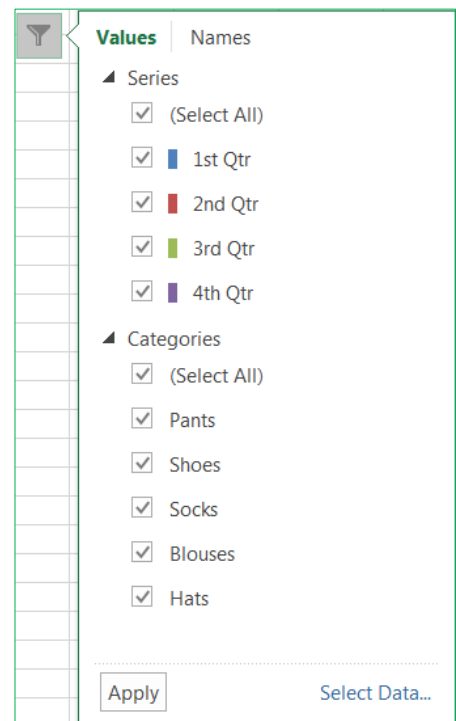 Values Names
Series
(Select All)
1st Qtr
2nd Qtr
3rd Qtr
4th Qtr
Categories
(Select All)
Pants
Shoes
Socks
Blouses
Hats
Apply Select Data...